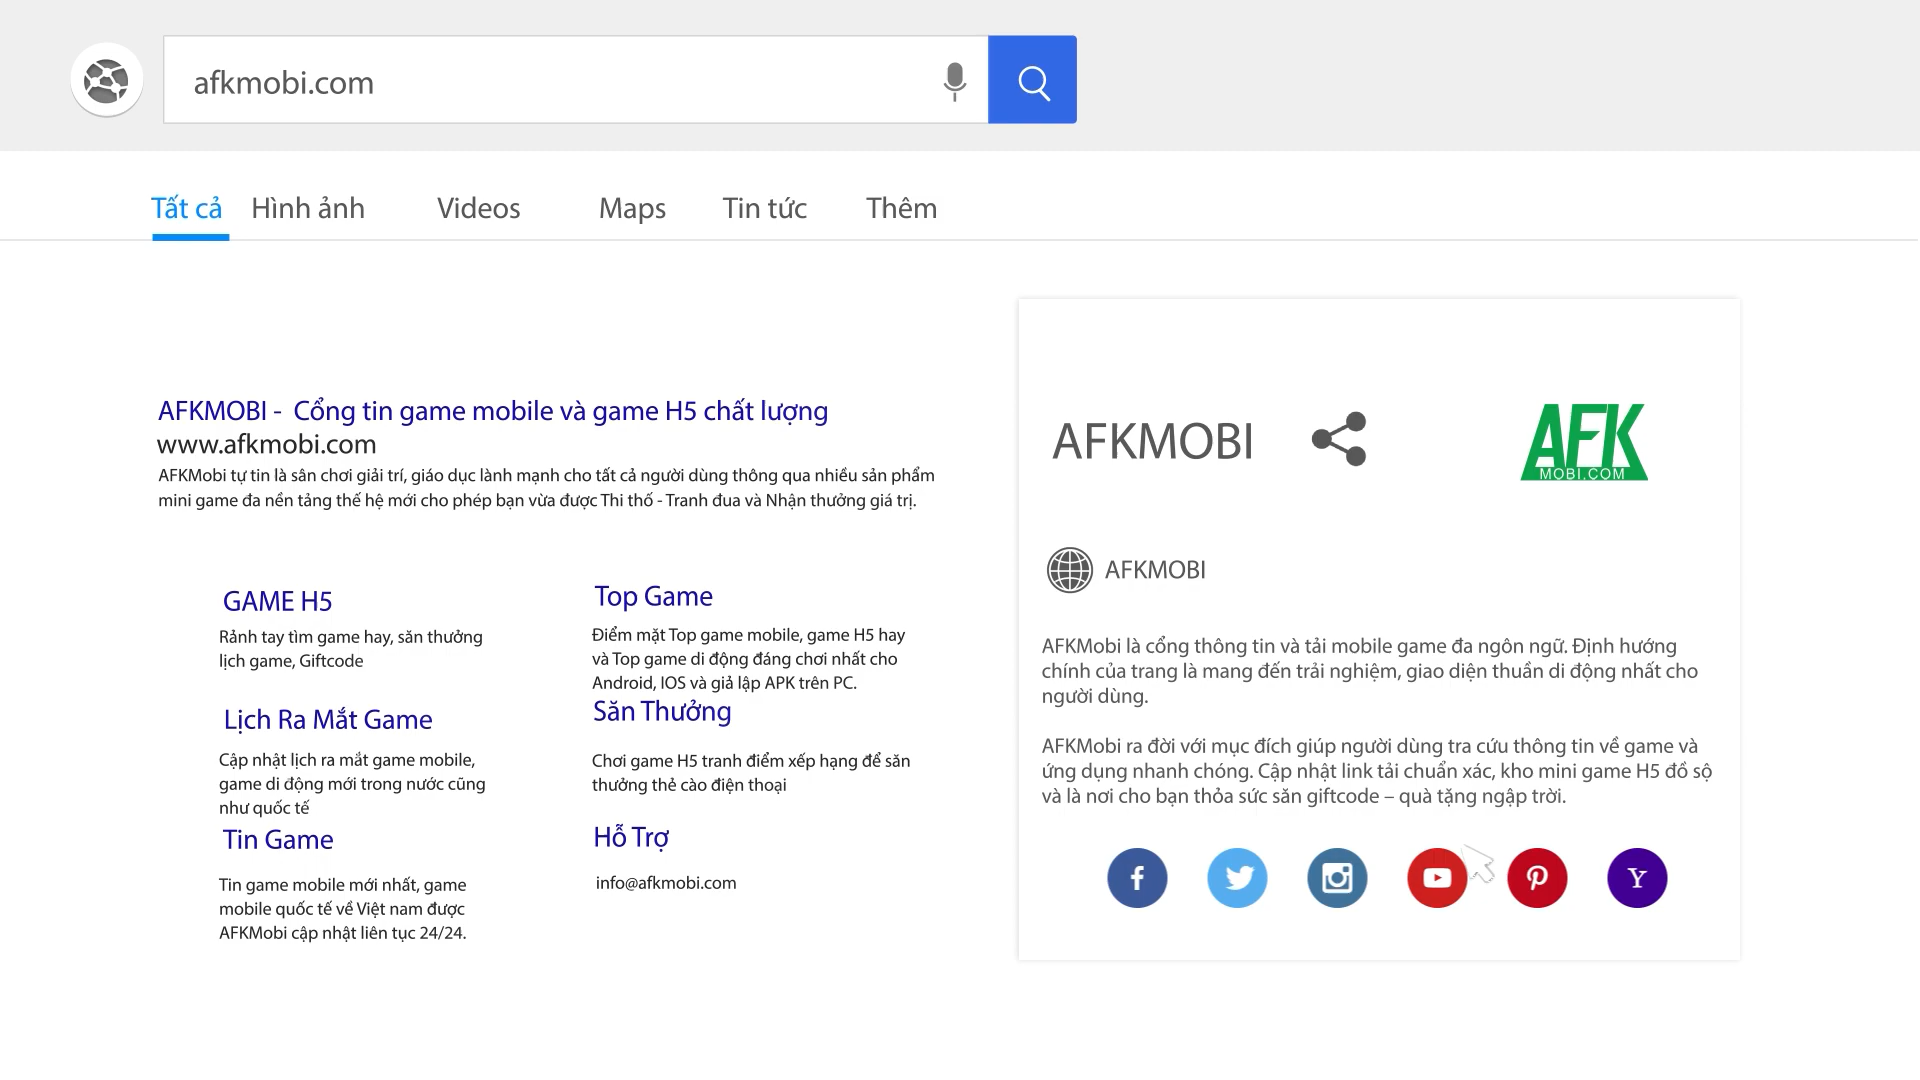 afkmobi.com
Tất cả Hình ảnh Videos Maps Tin tức Thêm
AFKMOBI - Cổng tin game mobile và game H5 chất lượng
www.afkmobi.com
AFKMobi tự tin là sân chơi giải trí, giáo dục lành mạnh cho tất cả người dùng thông qua nhiều sản phẩm
mini game đa nền tảng thế hệ mới cho phép bạn vừa được Thi thố - Tranh đua và Nhận thưởng giá trị.
GAME H5
Rảnh tay tìm game hay, săn thưởng
lịch game, Giftcode
Lịch Ra Mắt Game
Cập nhật lịch ra mắt game mobile,
game di động mới trong nước cũng
như quốc tế
Tin Game
Tin game mobile mới nhất, game
mobile quốc tế về Việt nam được
AFKMobi cập nhật liên tục 24/24.
Top Game
Điểm mặt Top game mobile, game H5 hay
và Top game di động đáng chơi nhất cho
Android, IOS và giả lập APK trên PC.
Săn Thưởng
Chơi game H5 tranh điểm xếp hạng để săn
thưởng thẻ cào điện thoại
Hỗ Trợ
info@afkmobi.com
AFKMOBI
AFK
MOBI.COM
AFKMOBI
AFKMobi là cổng thông tin và tải mobile game đa ngôn ngữ. Định hướng
chính của trang là mang đến trải nghiệm, giao diện thuần di động nhất cho
người dùng.
AFKMobi ra đời với mục đích giúp người dùng tra cứu thông tin về game và
ứng dụng nhanh chóng. Cập nhật link tải chuẩn xác, kho mini game H5 đồ sộ
và là nơi cho bạn thỏa sức săn giftcode – quà tặng ngập trời.